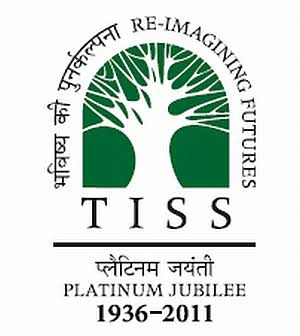 भविष्य की पुनर्कल्पना RE-IMAGINING FUTURES
TISS
प्लैटिनम जयंती
PLATINUM JUBILEE
1936-2011